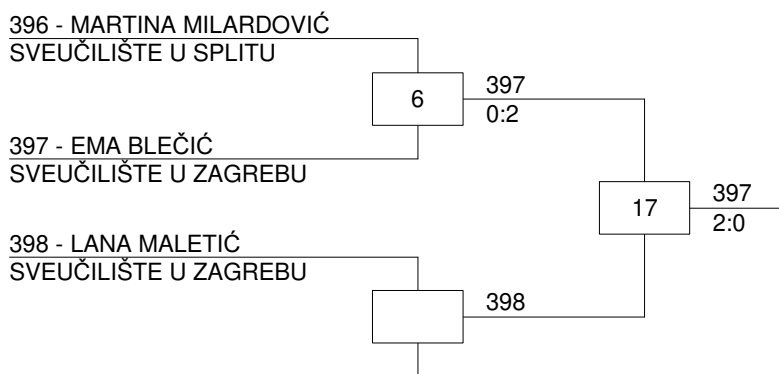 396 - MARTINA MILARDOVIĆ
SVEUČILIŠTE U SPLITU
6
397
0:2
397 - EMA BLEČIĆ
SVEUČILIŠTE U ZAGREBU
17
397
2:0
398 - LANA MALETIĆ
SVEUČILIŠTE U ZAGREBU
398